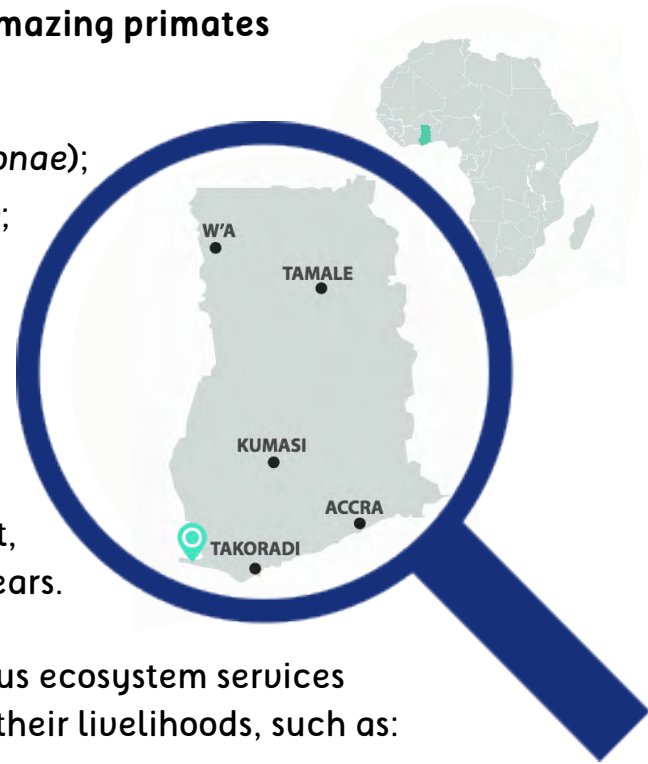 mazing primates
onae);
;
W'A
TAMALE
KUMASI
ACCRA
t,
TAKORADI
ears.
us ecosystem services
their livelihoods, such as: